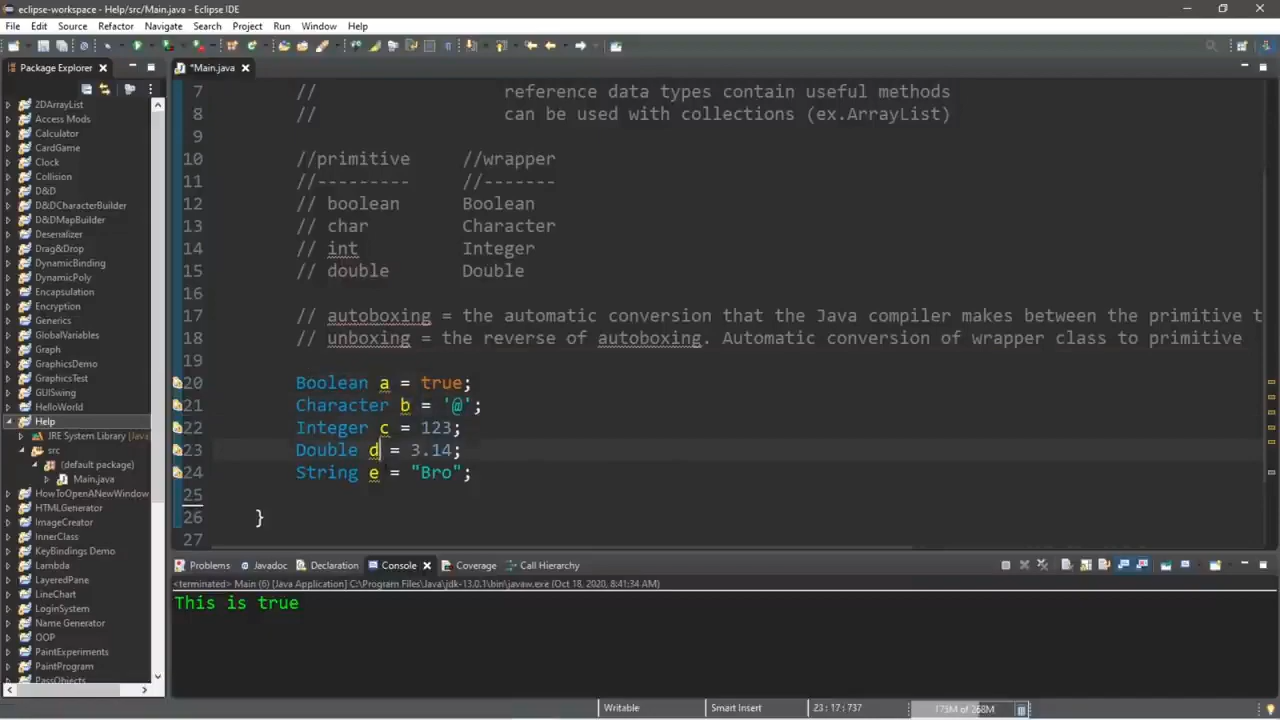 eclipse-workspace - Help/src/Main.java - Eclipse IDE
File Edit Source Refactor Navigate Search Project Run Window Help
Package Explorer
*Main.java
2DArrayList
Access Mods
Calculator
CardGame
Clock
Collision
D&D
D&DCharacterBuilder
D&DMapBuilder
Deserializer
Drag&Drop
DynamicBinding
DynamicPoly
Encapsulation
Encryption
Generics
GlobalVariables
Graph
GraphicsDemo
GraphicsTest
GUISwing
HelloWorld
Help
JRE System Library [Java
src
(default package)
Main.java
HowToOpenANewWindow
HTMLGenerator
ImageCreator
InnerClass
KeyBindings Demo
Lambda
LayeredPane
LineChart
LoginSystem
Name Generator
OOP
PaintExperiments
PaintProgram
PassObjects
7 // reference data types contain useful methods
8 // can be used with collections (ex.ArrayList)
9
10 //primitive //wrapper
11 //--------- //-------
12 // boolean Boolean
13 // char Character
14 // int Integer
15 // double Double
16
17 // autoboxing = the automatic conversion that the Java compiler makes between the primitive t
18 // unboxing = the reverse of autoboxing. Automatic conversion of wrapper class to primitive
19
20 Boolean a = true;
21 Character b = '@';
22 Integer c = 123;
23 Double d = 3.14;
24 String e = "Bro";
25
26 }
27
Problems Javadoc Declaration Console Coverage Call Hierarchy
<terminated> Main (6) [Java Application] C:\Program Files\Java\jdk-13.0.1\bin\javaw.exe (Oct 18, 2020, 8:41:34 AM)
This is true
Writable Smart Insert 23 : 17 : 737 175M of 268M